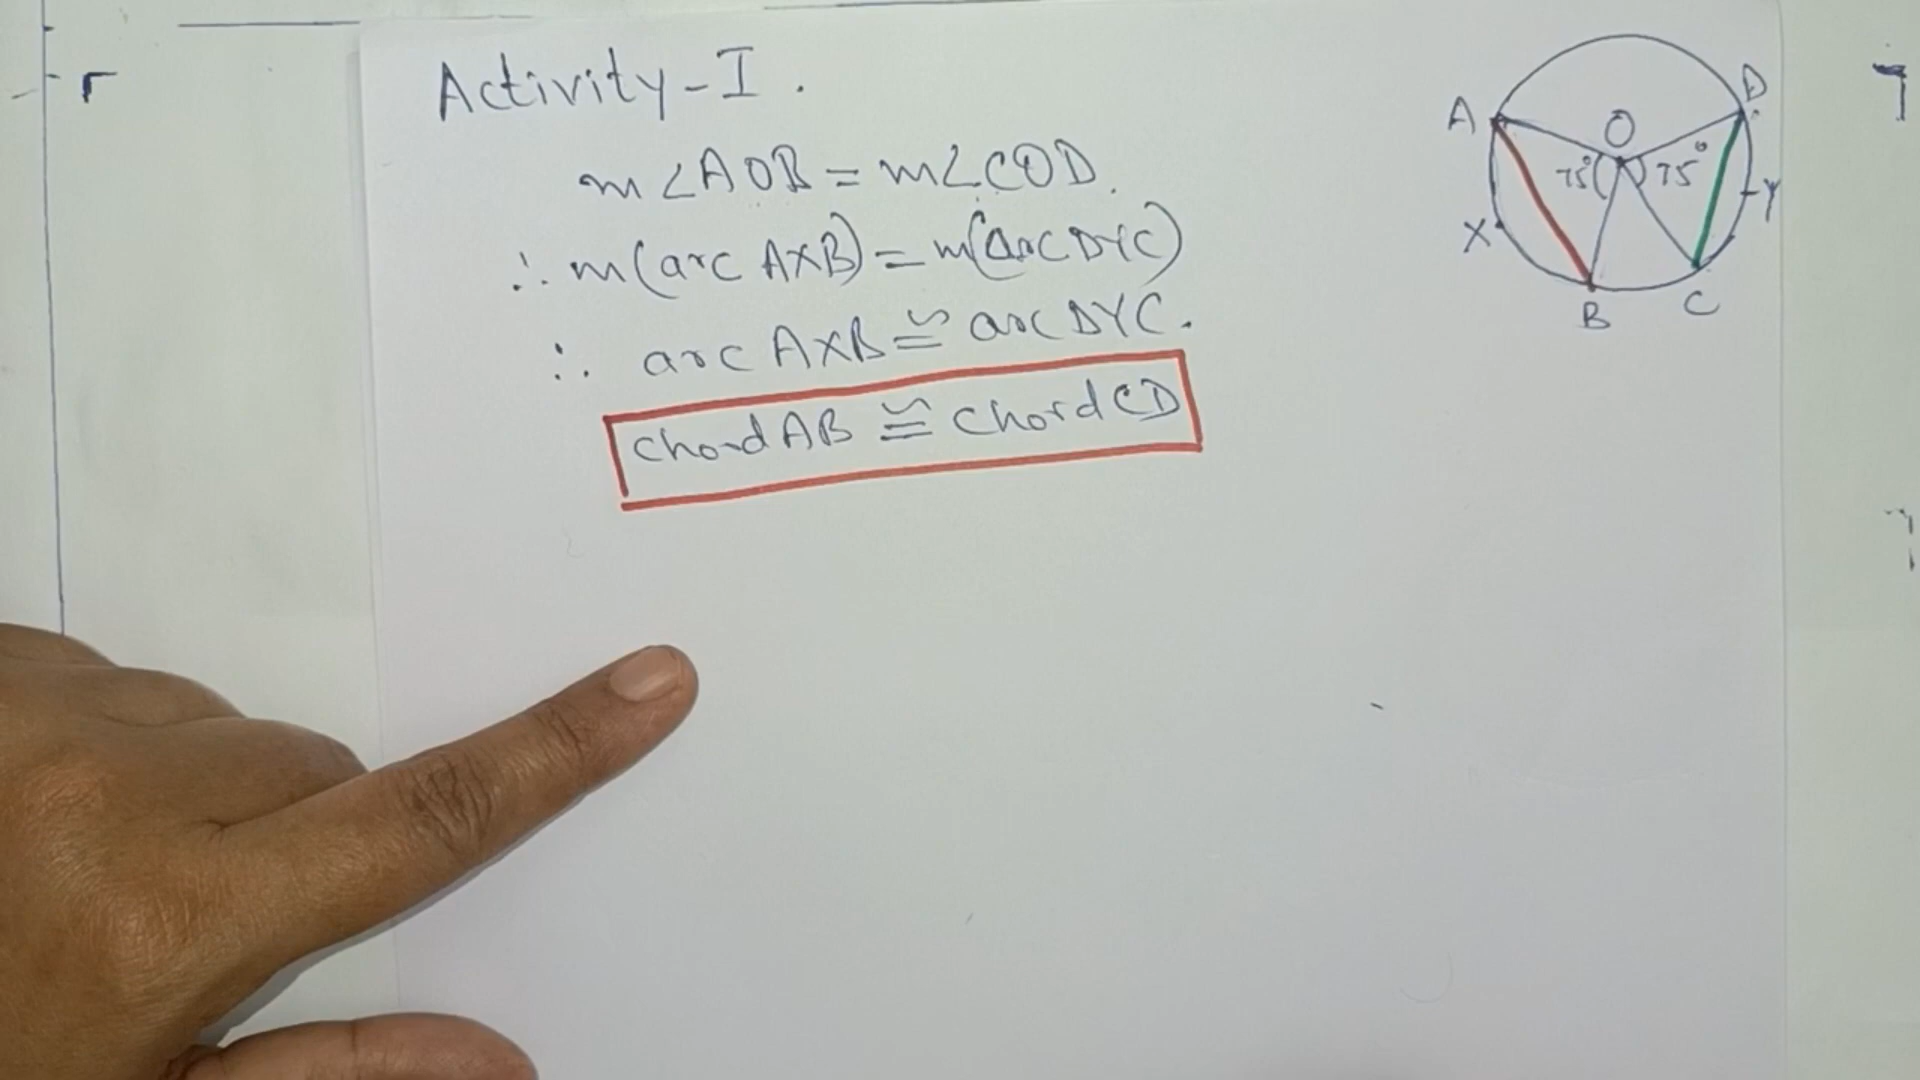 Activity-I.
m∠AOB = m∠COD.
∴ m(arc AXB) = m(arc DYC)
∴ arc AXB ≅ arc DYC.
chord AB ≅ chord CD
A
D
O
75° 75°
Y
X
B
C